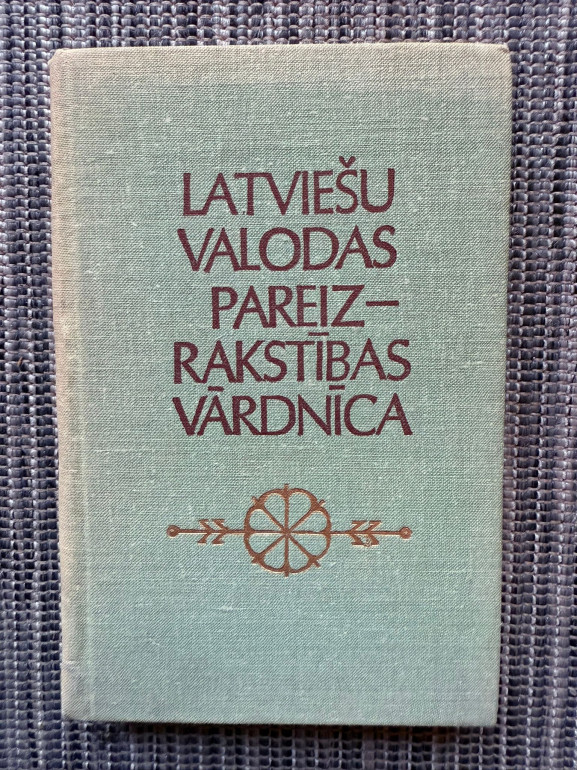 LATVIEŠU
VALODAS
PAREIZ–
RAKSTĪBAS
VĀRDNĪCA